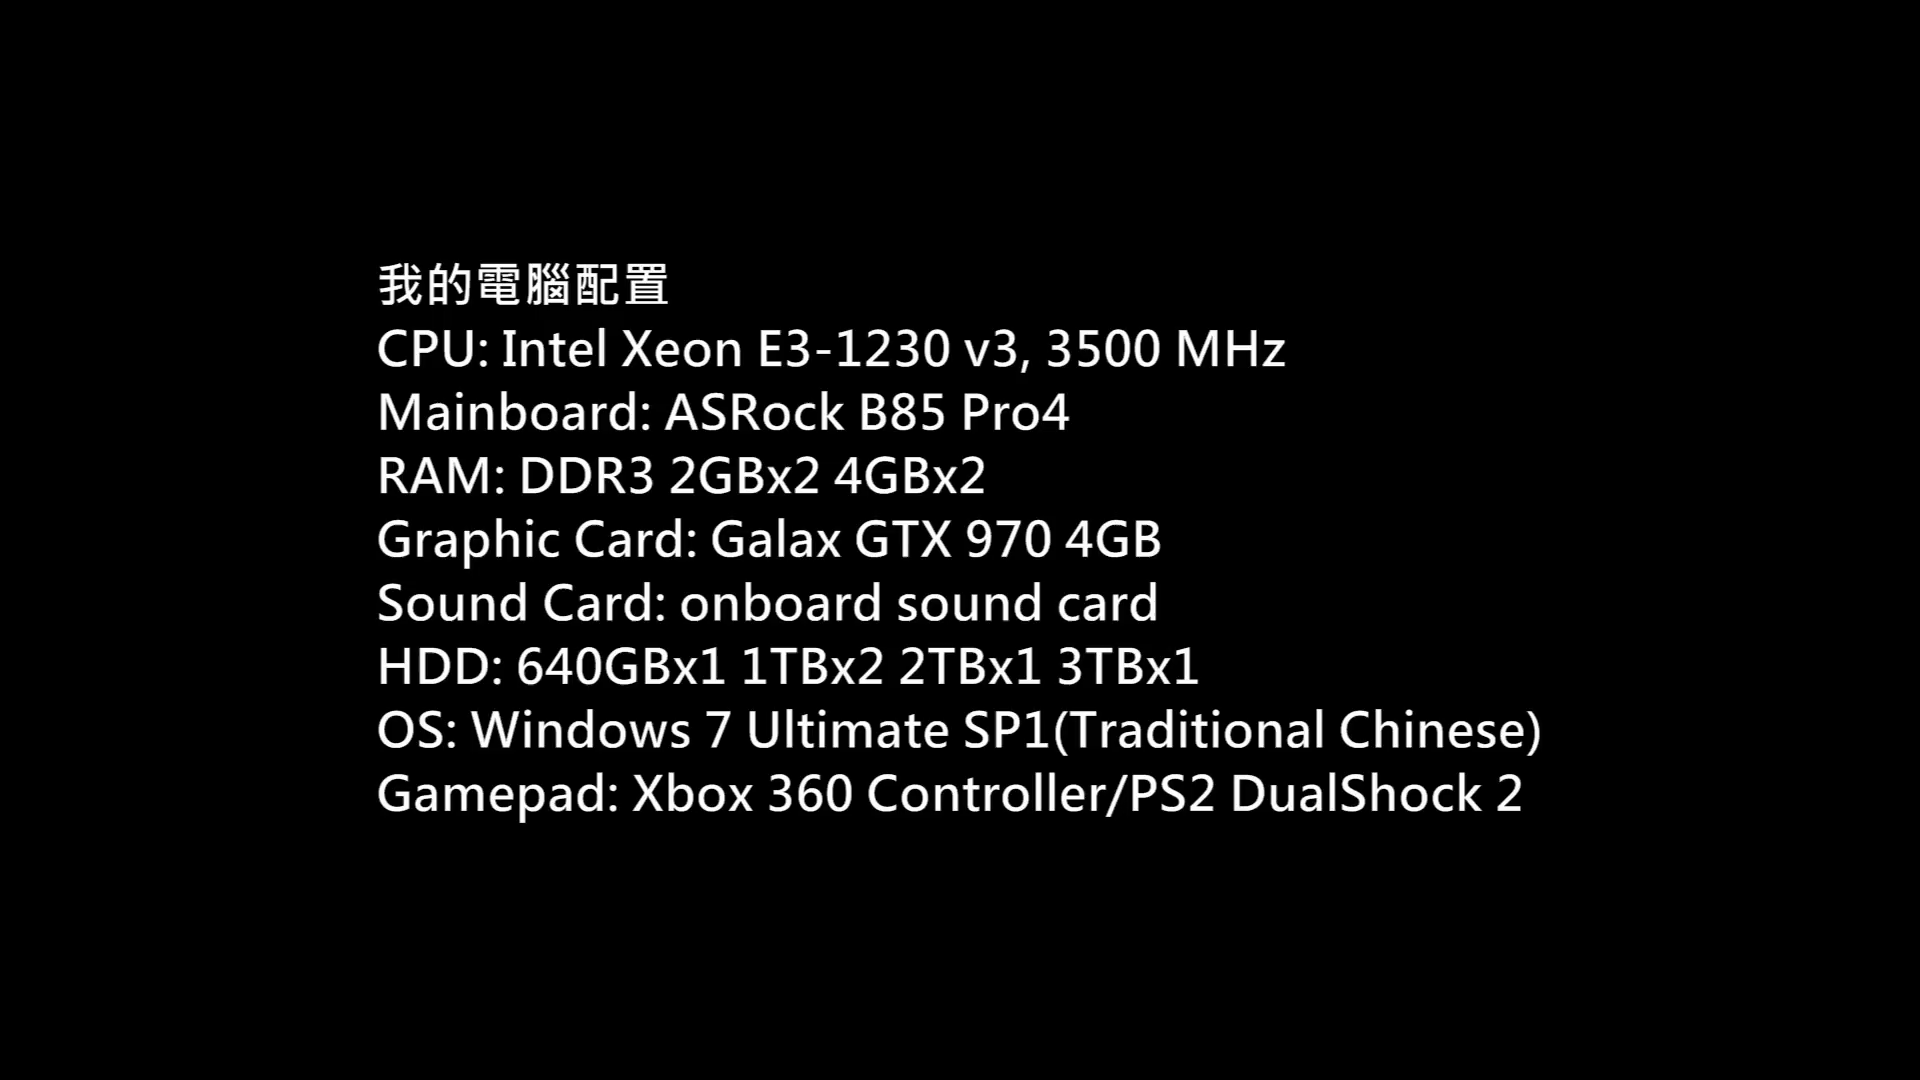 我的電腦配置
CPU: Intel Xeon E3-1230 v3, 3500 MHz
Mainboard: ASRock B85 Pro4
RAM: DDR3 2GBx2 4GBx2
Graphic Card: Galax GTX 970 4GB
Sound Card: onboard sound card
HDD: 640GBx1 1TBx2 2TBx1 3TBx1
OS: Windows 7 Ultimate SP1(Traditional Chinese)
Gamepad: Xbox 360 Controller/PS2 DualShock 2